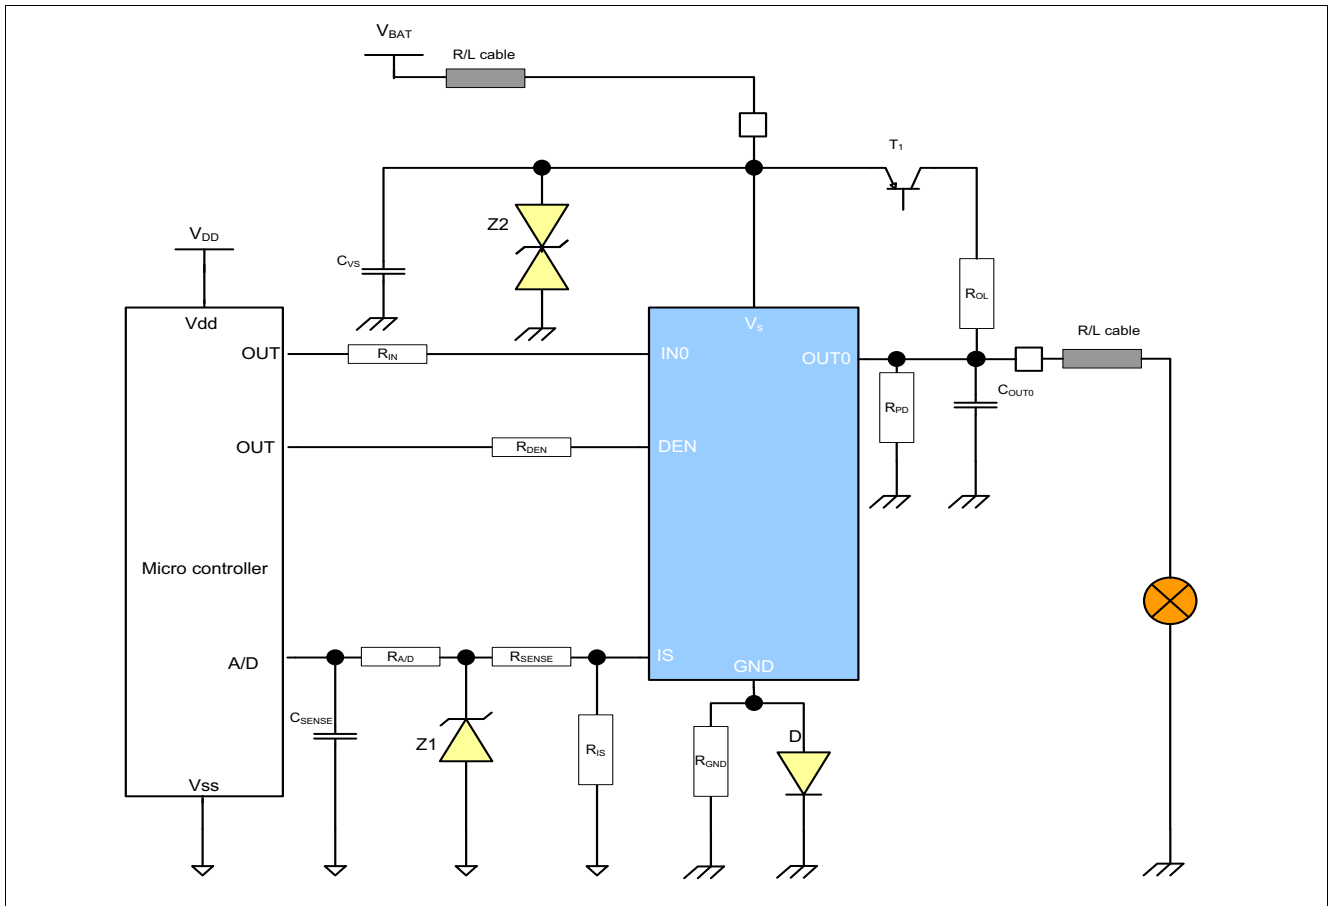 VBAT
R/L cable
T1
Z2
VDD
CVS
ROL
Vdd
Vs
R/L cable
OUT
RIN
IN0
OUT0
COUT0
RPD
OUT
RDEN
DEN
Micro controller
A/D
RA/D
RSENSE
IS
GND
CSENSE
Z1
RIS
D
RGND
Vss